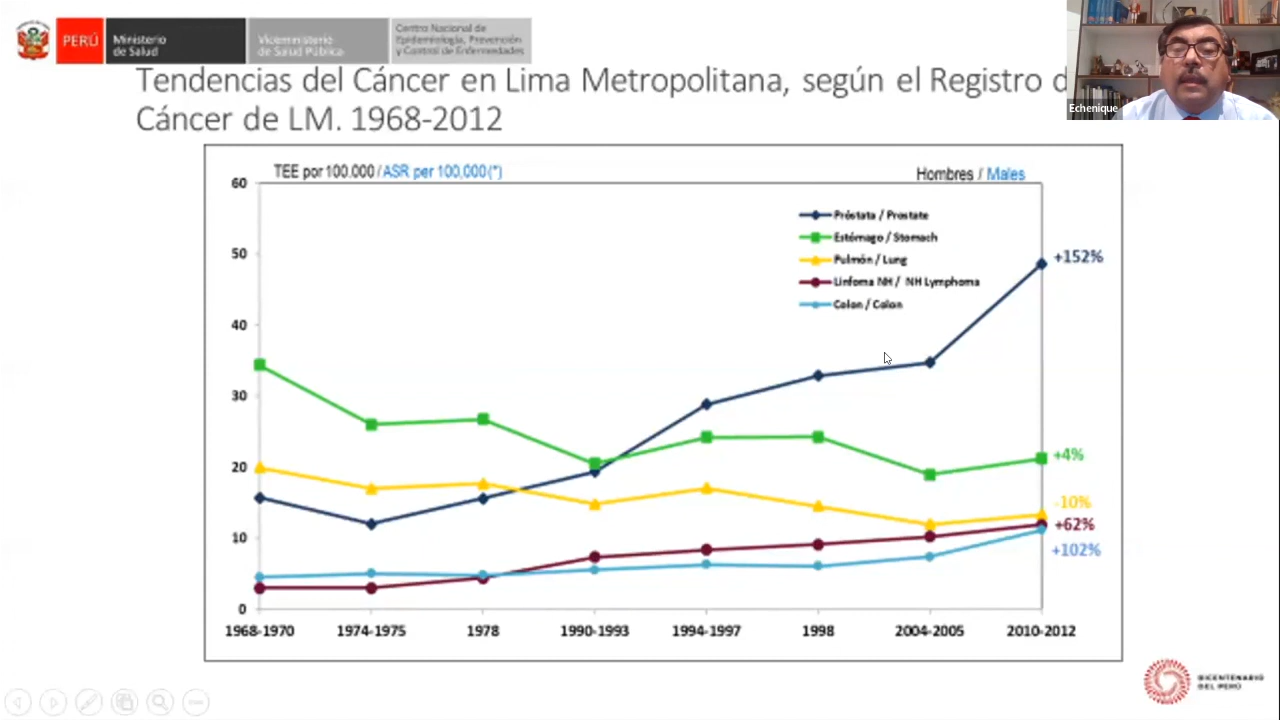 PERÚ
Ministerio
de Salud
Viceministerio
de Salud Pública
Centro Nacional de
Epidemiología, Prevención
y Control de Enfermedades
Tendencias del Cáncer en Lima Metropolitana, según el Registro d
Cáncer de LM. 1968-2012
Echenique
TEE por 100.000 / ASR per 100,000(*)
Hombres / Males
60
50
40
30
20
10
0
Próstata / Prostate
Estómago / Stomach
Pulmón / Lung
Linfoma NH / NH Lymphoma
Colon / Colon
+152%
+4%
-10%
+62%
+102%
1968-1970 1974-1975 1978 1990-1993 1994-1997 1998 2004-2005 2010-2012
BICENTENARIO
DEL PERÚ